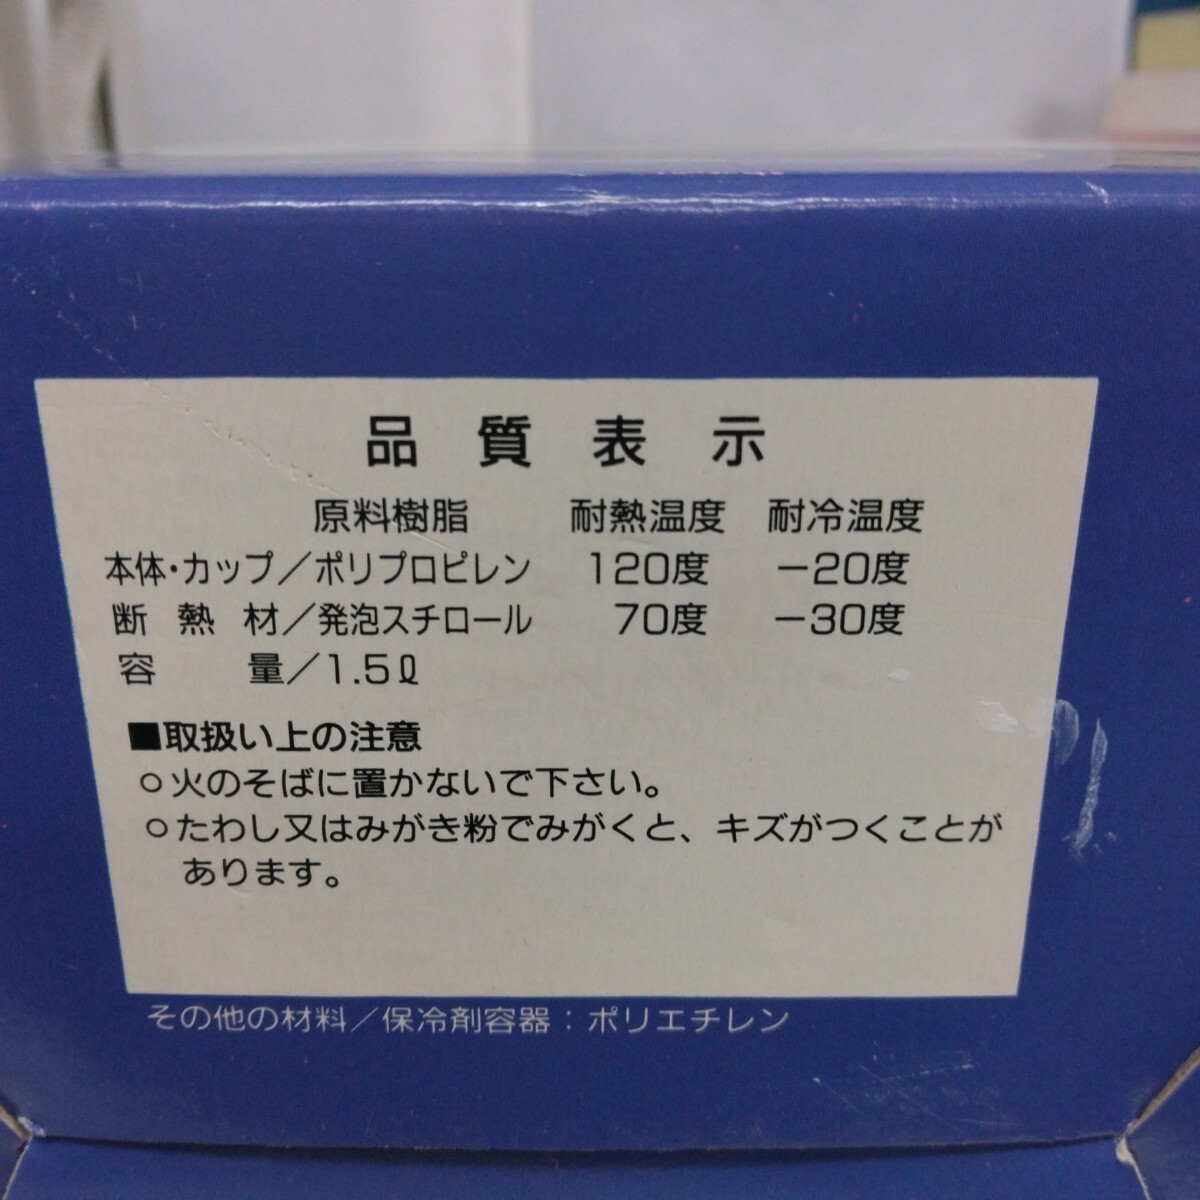 品質表示
原料樹脂 耐熱温度 耐冷温度
本体・カップ／ポリプロピレン 120度 −20度
断熱材／発泡スチロール 70度 −30度
容量／1.5ℓ
■取扱い上の注意
○火のそばに置かないで下さい。
○たわし又はみがき粉でみがくと、キズがつくことが
あります。
その他の材料／保冷剤容器：ポリエチレン